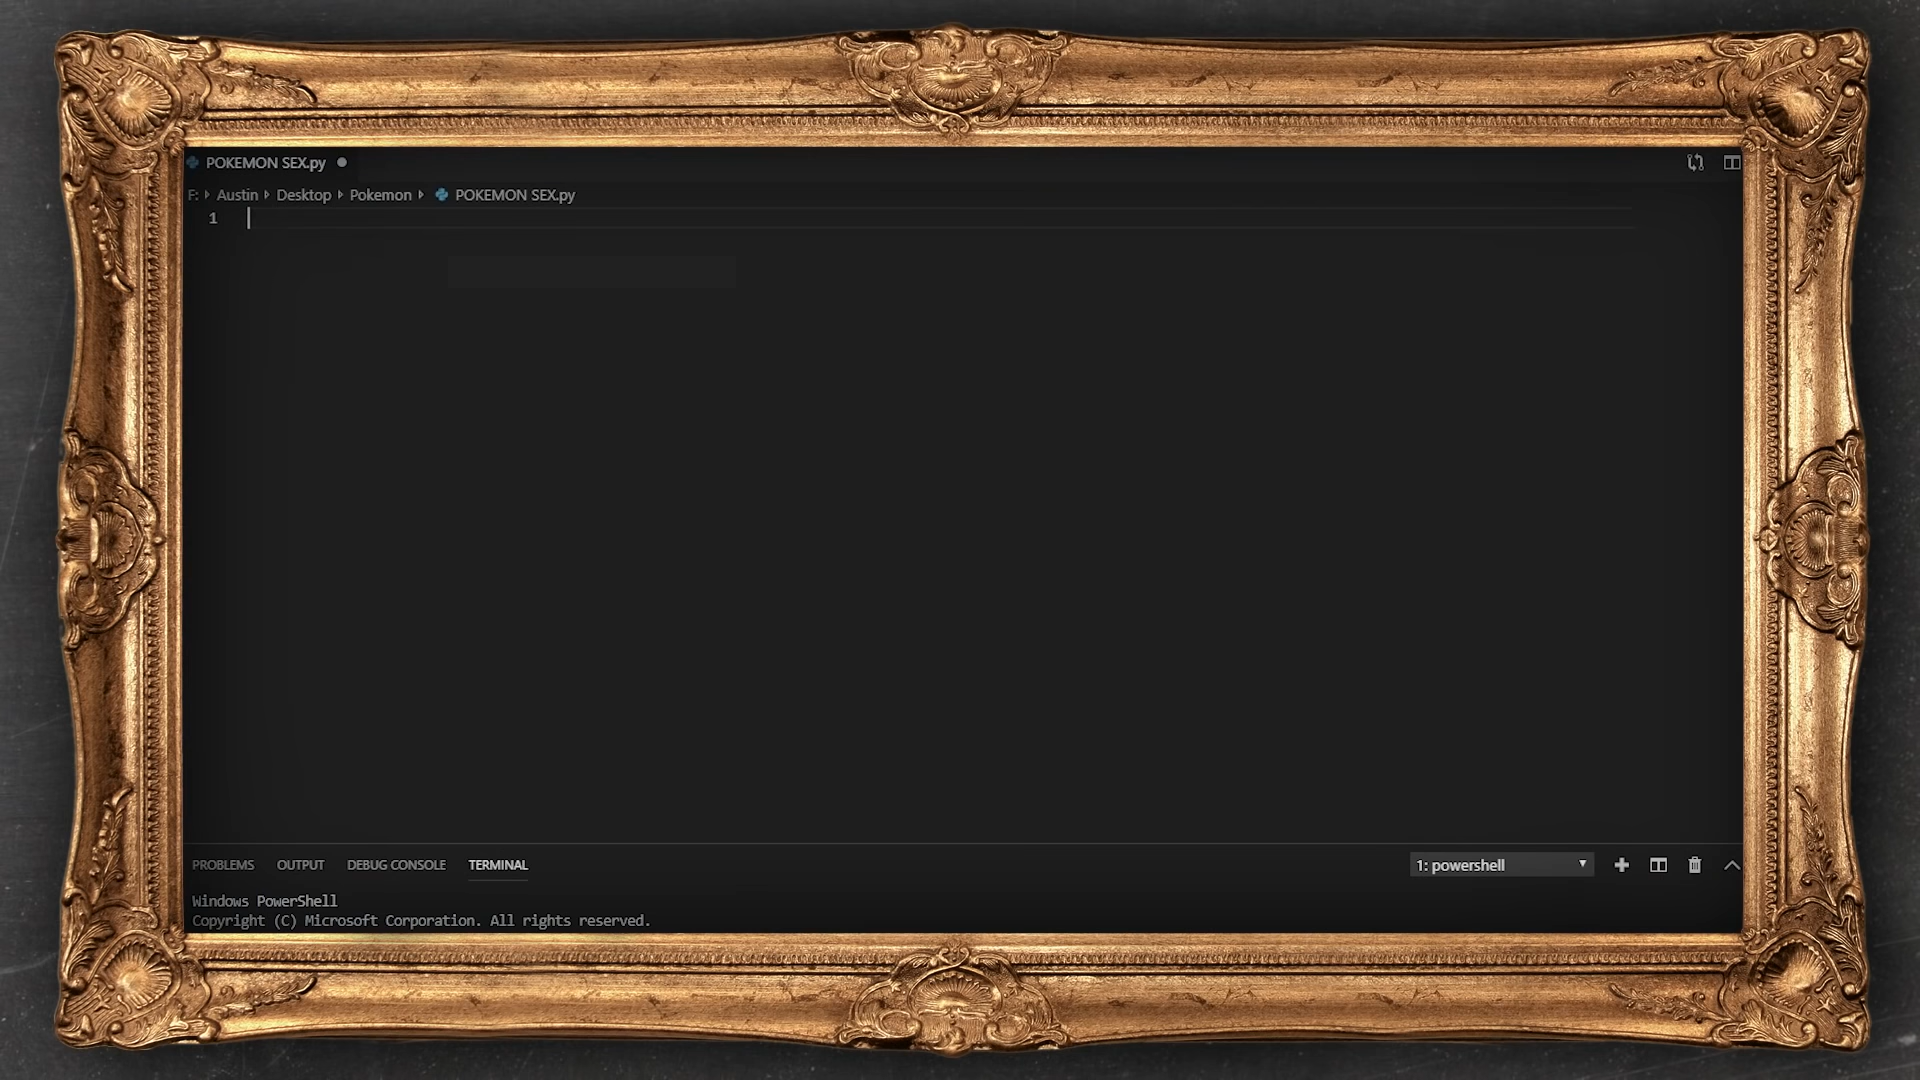 POKEMON SEX.py
F: Austin Desktop Pokemon POKEMON SEX.py
1
PROBLEMS OUTPUT DEBUG CONSOLE TERMINAL 1: powershell
Windows PowerShell
Copyright (C) Microsoft Corporation. All rights reserved.